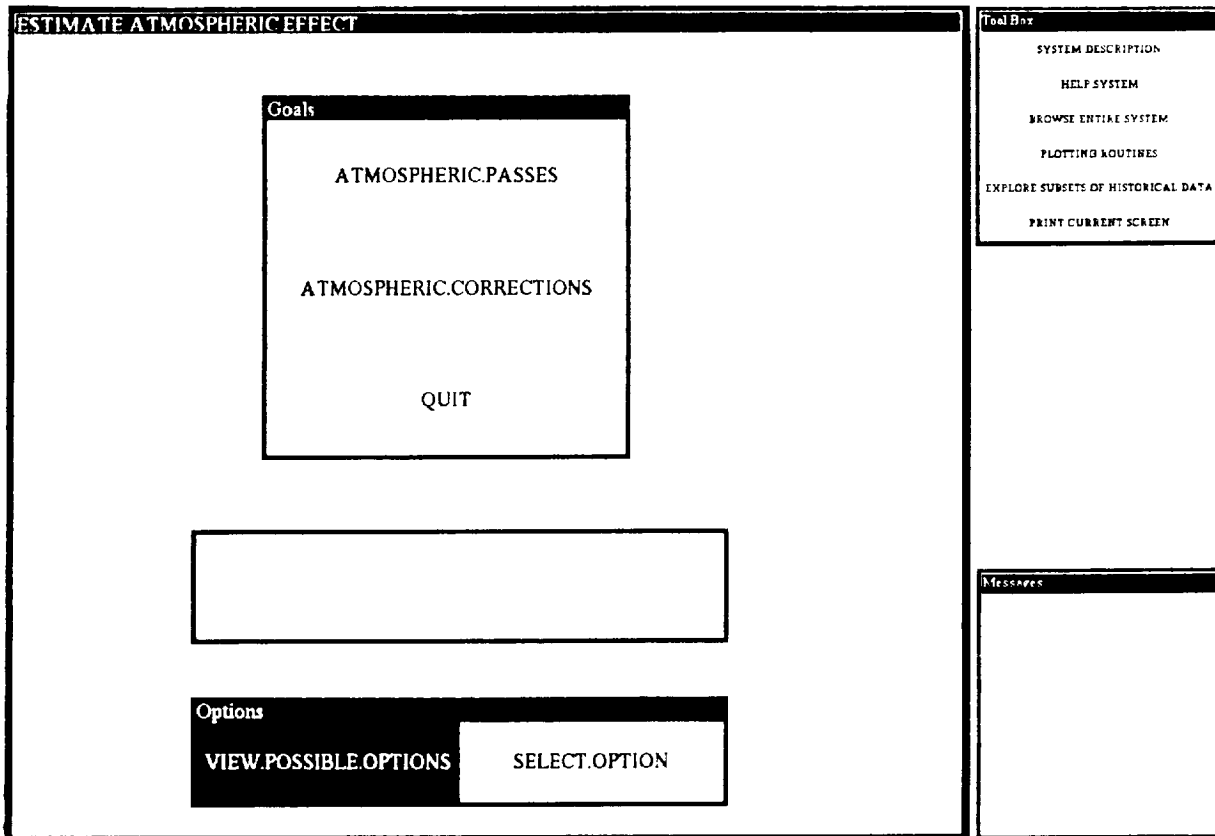 ESTIMATE ATMOSPHERIC EFFECT
Goals
ATMOSPHERIC.PASSES
ATMOSPHERIC.CORRECTIONS
QUIT
Options
VIEW.POSSIBLE.OPTIONS
SELECT.OPTION
Tool Box
SYSTEM DESCRIPTION
HELP SYSTEM
BROWSE ENTIRE SYSTEM
PLOTTING ROUTINES
EXPLORE SUBSETS OF HISTORICAL DATA
PRINT CURRENT SCREEN
Messages